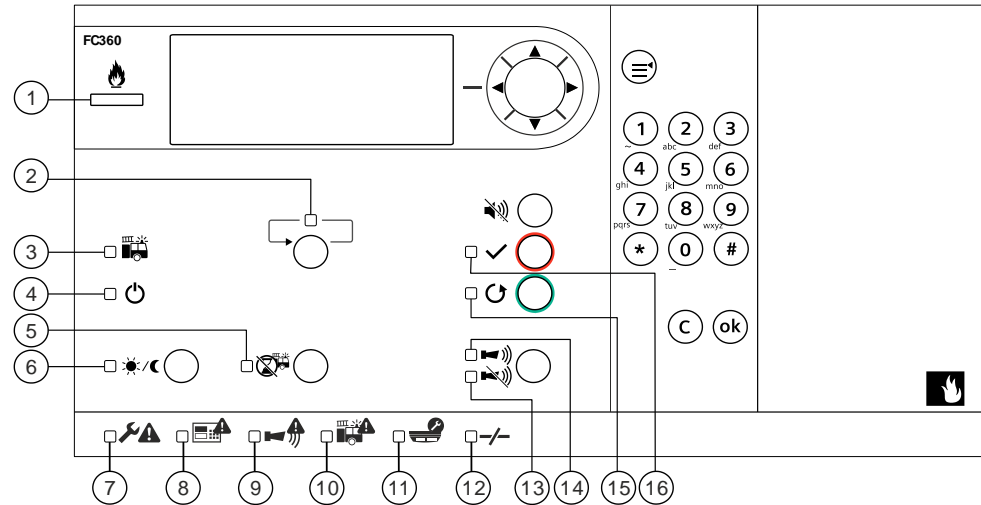 FC360
1
2
3
4
5
6
1 2 3
~ abc def
4 5 6
ghi jkl mno
7 8 9
pqrs tuv wxyz
* 0 #
_
C ok
-/-
7 8 9 10 11 12 13 14 15 16